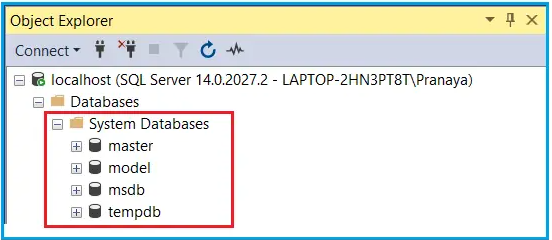 Object Explorer
Connect
localhost (SQL Server 14.0.2027.2 - LAPTOP-2HN3PT8T\Pranaya)
Databases
System Databases
master
model
msdb
tempdb